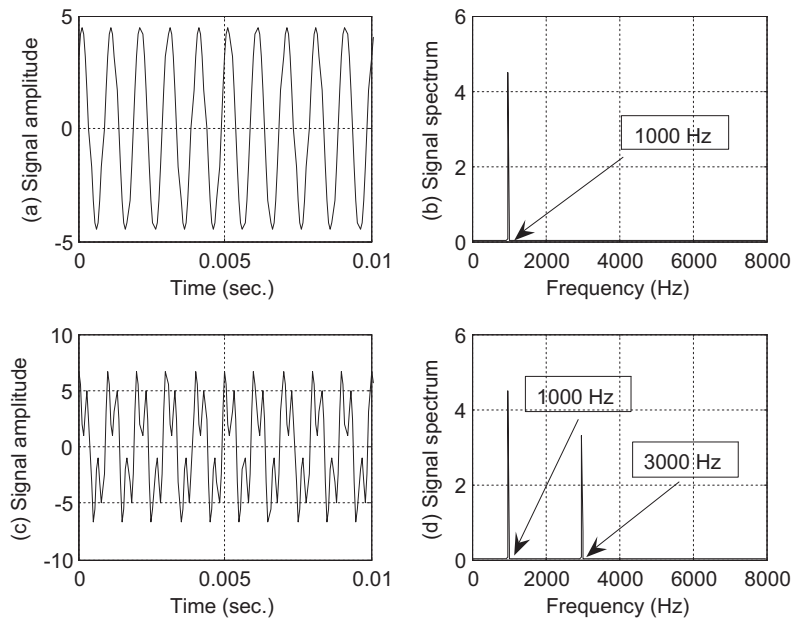 (a) Signal amplitude
5
0
-5
0
0.005
0.01
Time (sec.)
(b) Signal spectrum
6
4
2
0
1000 Hz
0
2000
4000
6000
8000
Frequency (Hz)
(c) Signal amplitude
10
5
0
-5
-10
0
0.005
0.01
Time (sec.)
(d) Signal spectrum
6
4
2
0
1000 Hz
3000 Hz
0
2000
4000
6000
8000
Frequency (Hz)